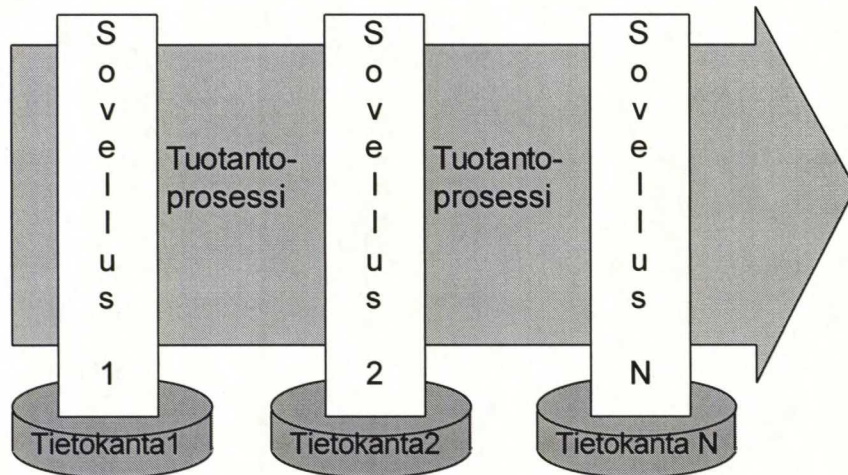 Sovellus 1
Tuotanto-
prosessi
Sovellus 2
Tuotanto-
prosessi
Sovellus N
Tietokanta1
Tietokanta2
Tietokanta N